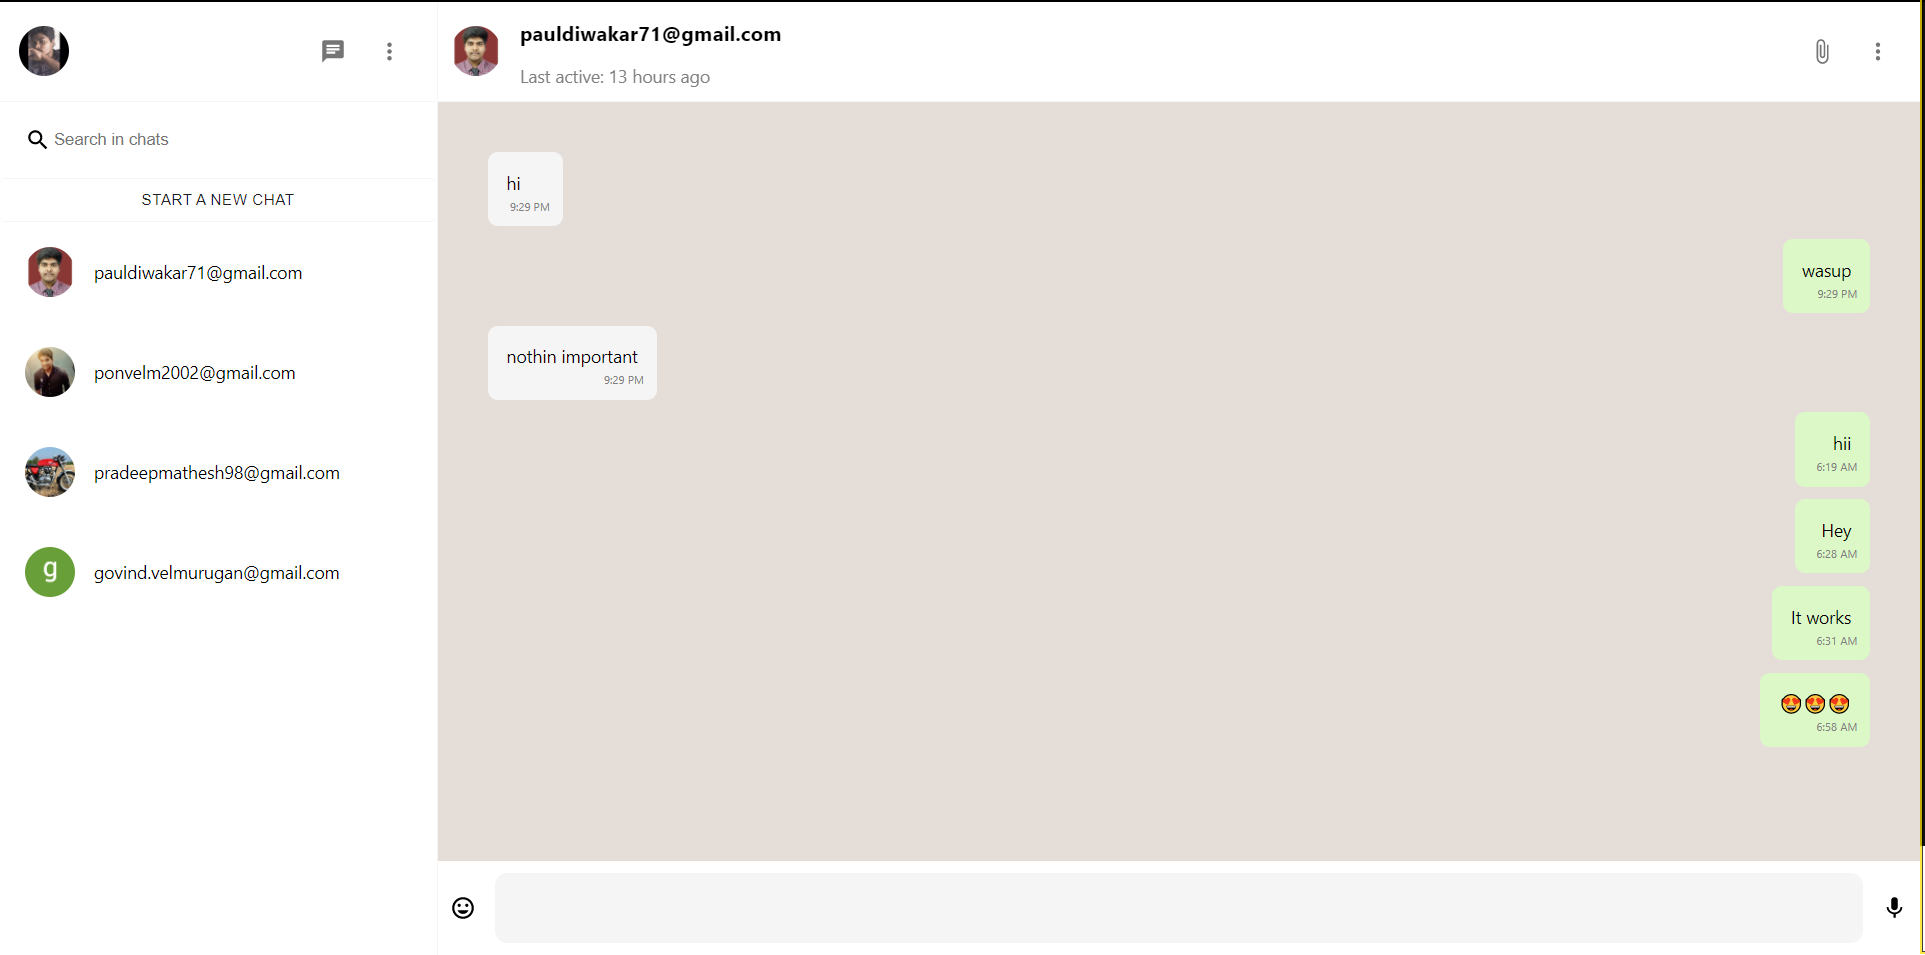 pauldiwakar71@gmail.com
Last active: 13 hours ago
Search in chats
START A NEW CHAT
pauldiwakar71@gmail.com
ponvelm2002@gmail.com
pradeepmathesh98@gmail.com
g
govind.velmurugan@gmail.com
hi
9:29 PM
wasup
9:29 PM
nothin important
9:29 PM
hii
6:19 AM
Hey
6:28 AM
It works
6:31 AM
😍😍😍
6:58 AM